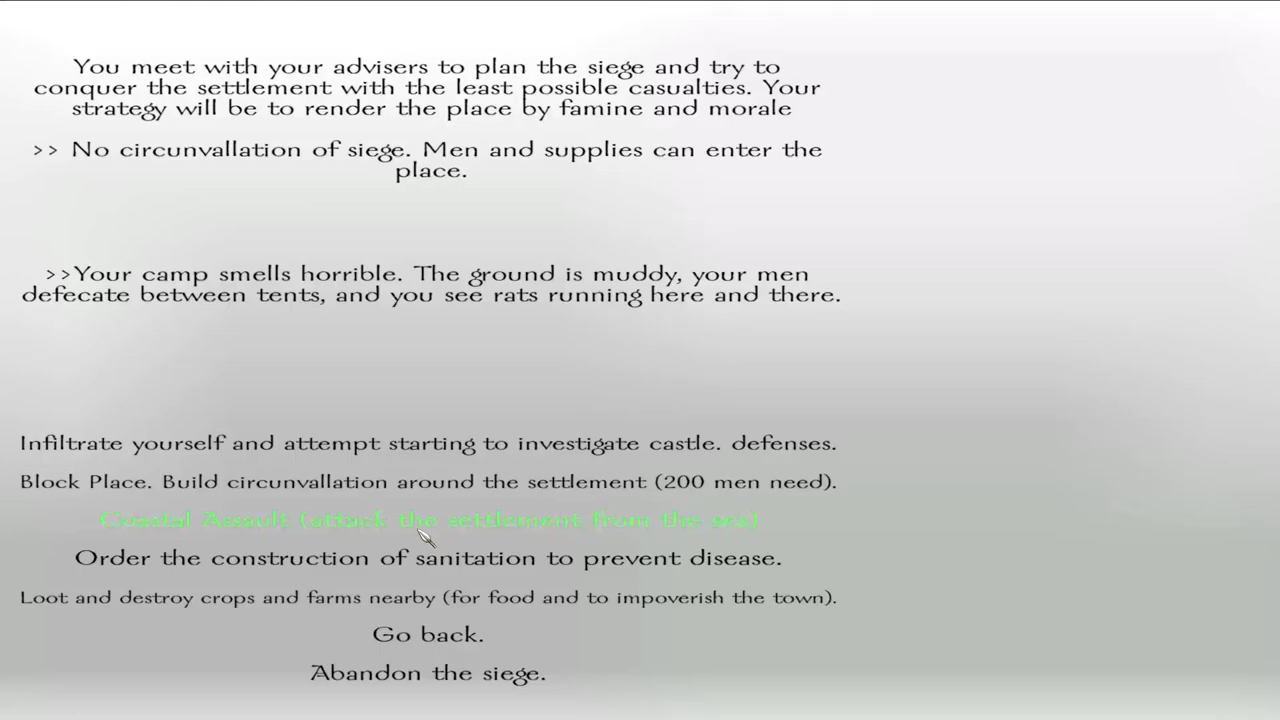 You meet with your advisers to plan the siege and try to
conquer the settlement with the least possible casualties. Your
strategy will be to render the place by famine and morale
>> No circunvallation of siege. Men and supplies can enter the
place.
>>Your camp smells horrible. The ground is muddy, your men
defecate between tents, and you see rats running here and there.
Infiltrate yourself and attempt starting to investigate castle. defenses.
Block Place. Build circunvallation around the settlement (200 men need).
Coastal Assault (attack the settlement from the sea)
Order the construction of sanitation to prevent disease.
Loot and destroy crops and farms nearby (for food and to impoverish the town).
Go back.
Abandon the siege.